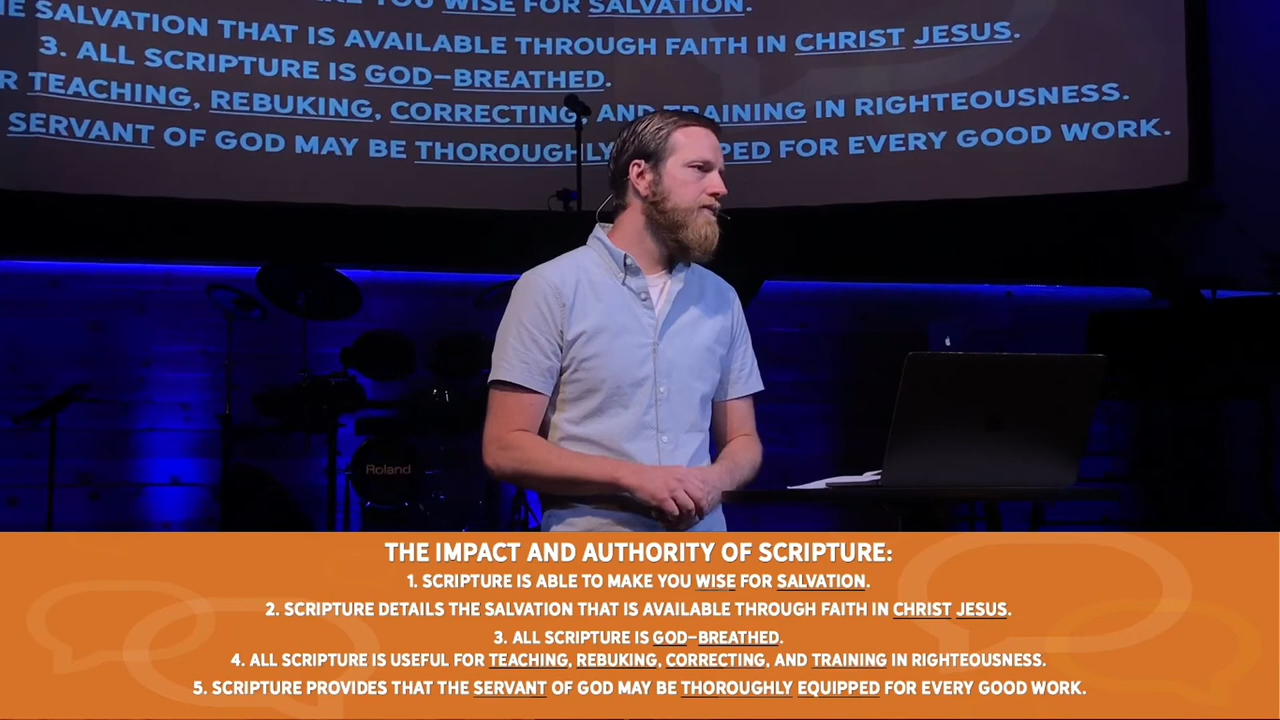 WISE FOR SALVATION.
SALVATION THAT IS AVAILABLE THROUGH FAITH IN CHRIST JESUS.
3. ALL SCRIPTURE IS GOD–BREATHED.
TEACHING, REBUKING, CORRECTING, AND TRAINING IN RIGHTEOUSNESS.
SERVANT OF GOD MAY BE THOROUGHLY FOR EVERY GOOD WORK.
Roland
THE IMPACT AND AUTHORITY OF SCRIPTURE:
1. SCRIPTURE IS ABLE TO MAKE YOU WISE FOR SALVATION.
2. SCRIPTURE DETAILS THE SALVATION THAT IS AVAILABLE THROUGH FAITH IN CHRIST JESUS.
3. ALL SCRIPTURE IS GOD–BREATHED.
4. ALL SCRIPTURE IS USEFUL FOR TEACHING, REBUKING, CORRECTING, AND TRAINING IN RIGHTEOUSNESS.
5. SCRIPTURE PROVIDES THAT THE SERVANT OF GOD MAY BE THOROUGHLY EQUIPPED FOR EVERY GOOD WORK.